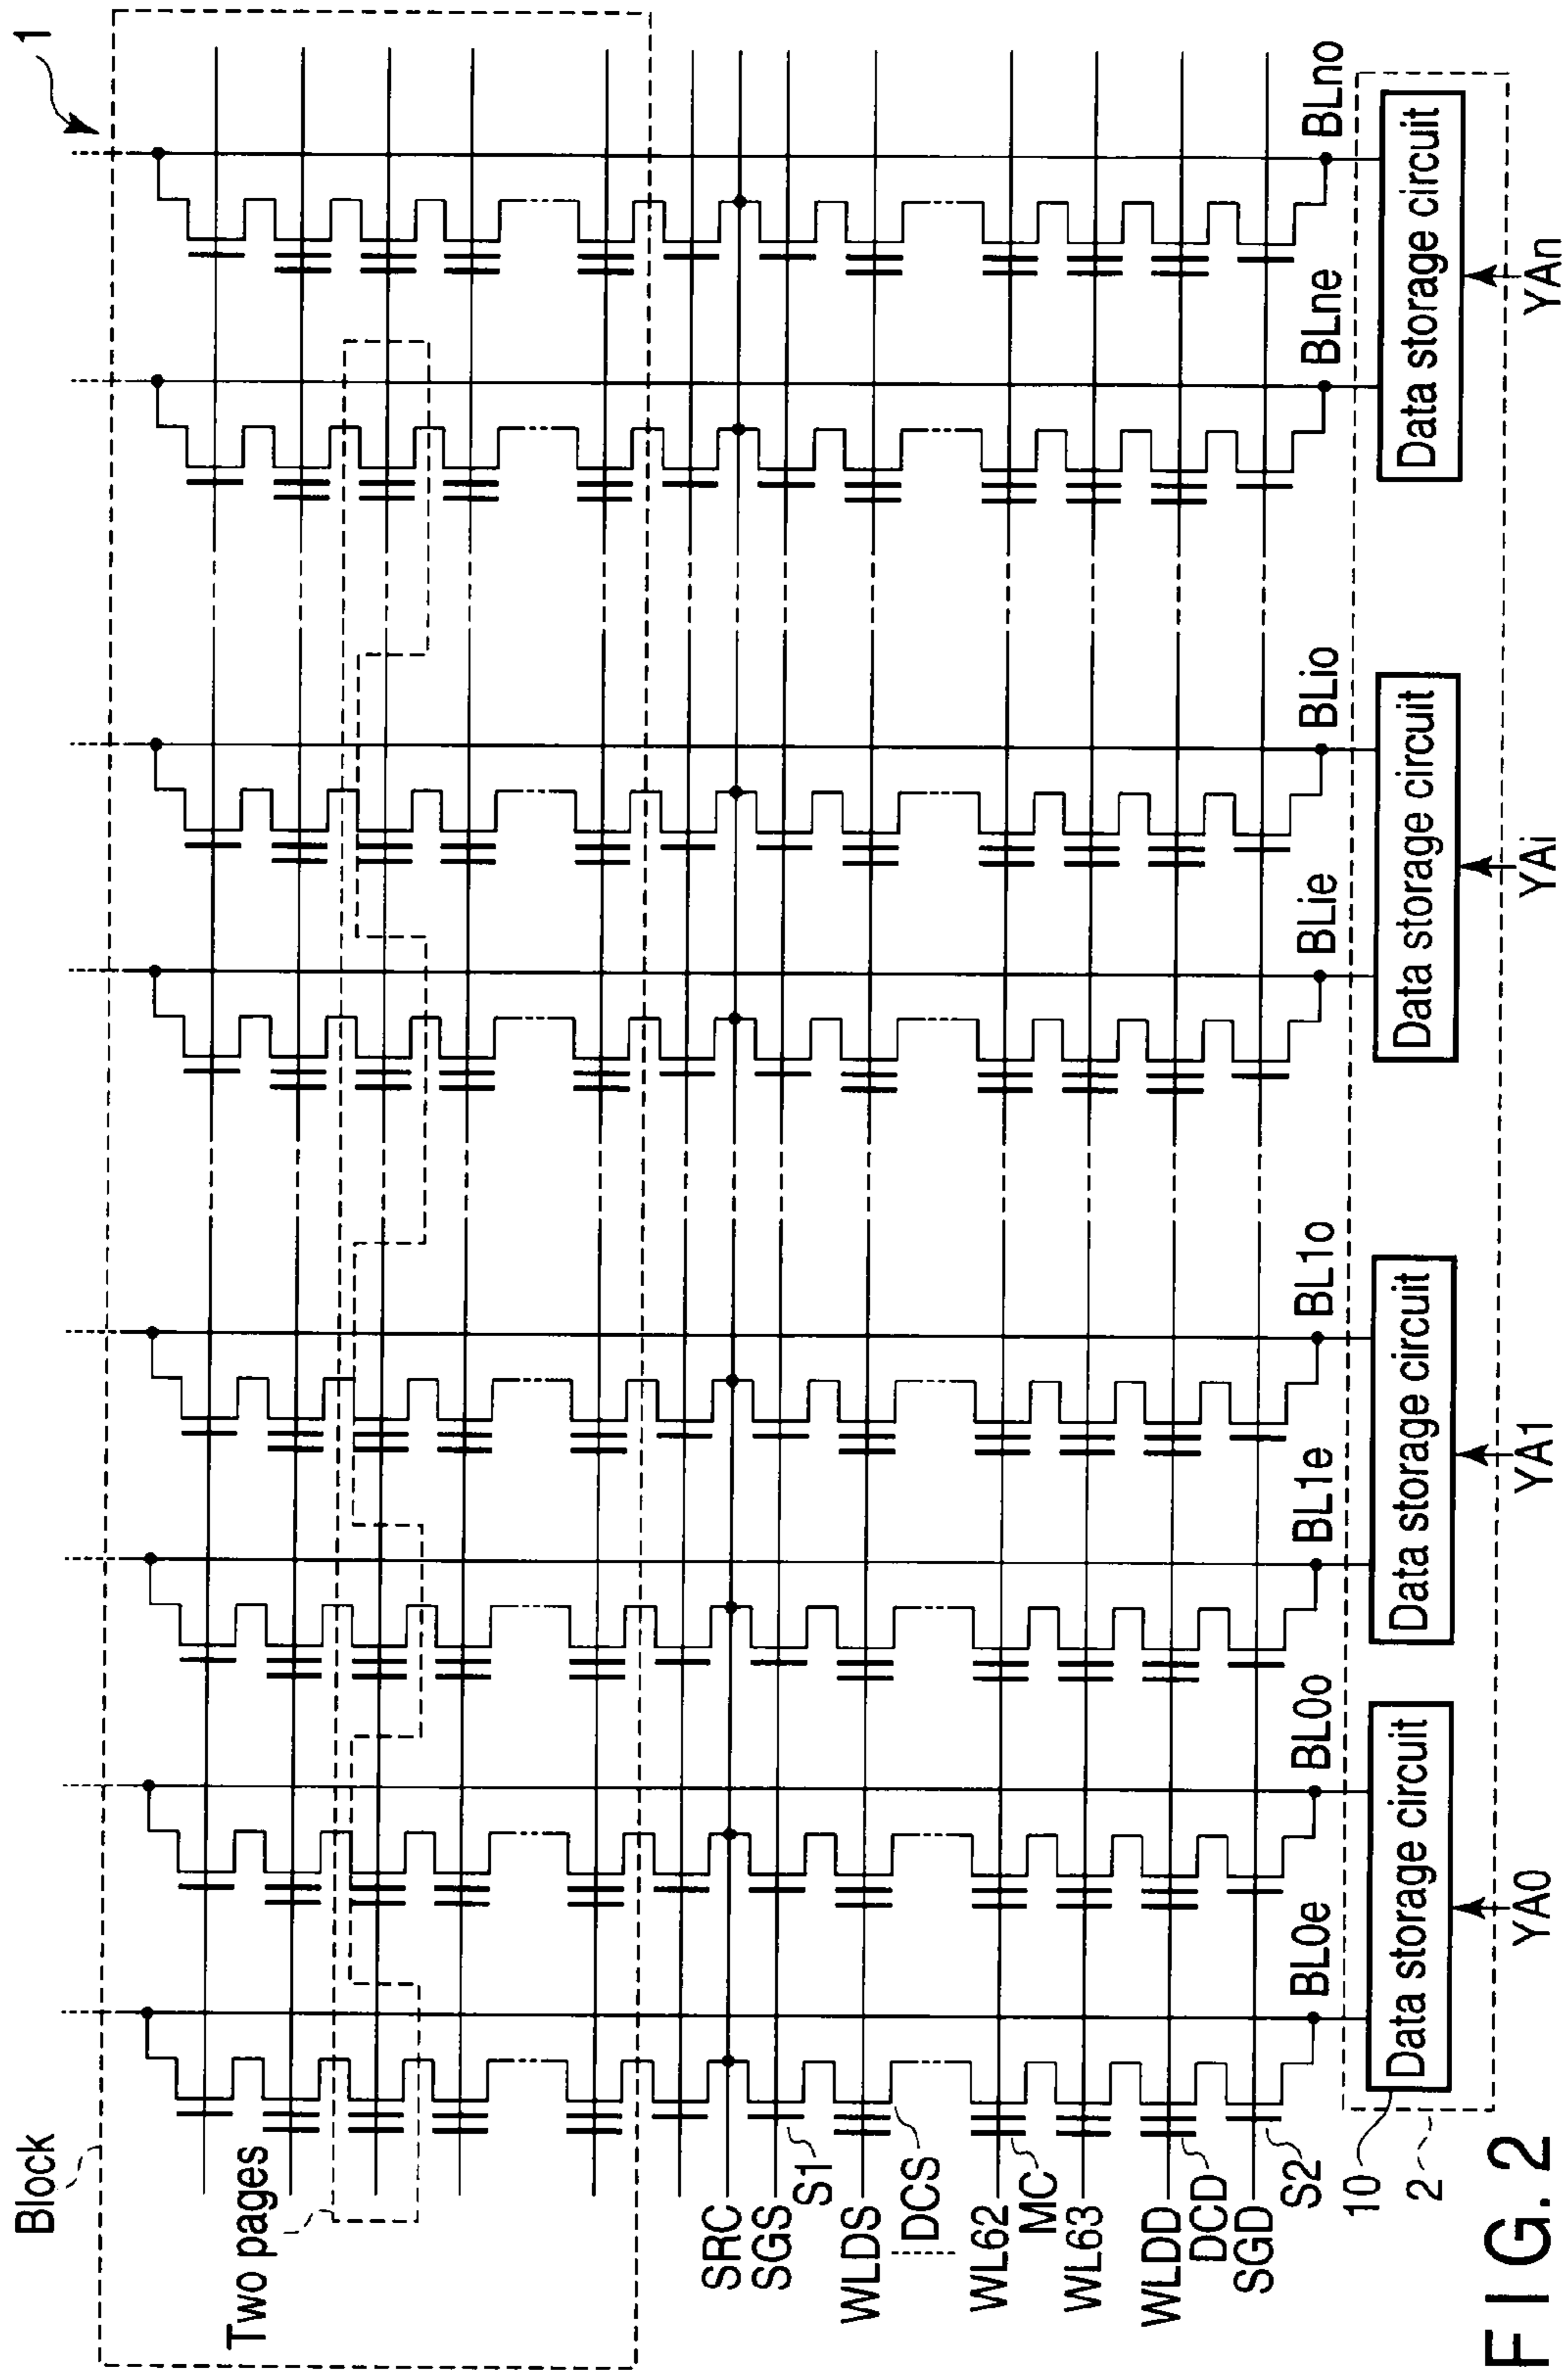 1
Block
Two pages
SRC
SGS
S1
WLDS
DCS
WL62
MC
WL63
WLDD
DCD
SGD
S2
BL0e
BL0o
BL1e
BL1o
BLie
BLio
BLne
BLno
10
Data storage circuit
Data storage circuit
Data storage circuit
Data storage circuit
2
YA0
YA1
YAi
YAn
FIG. 2